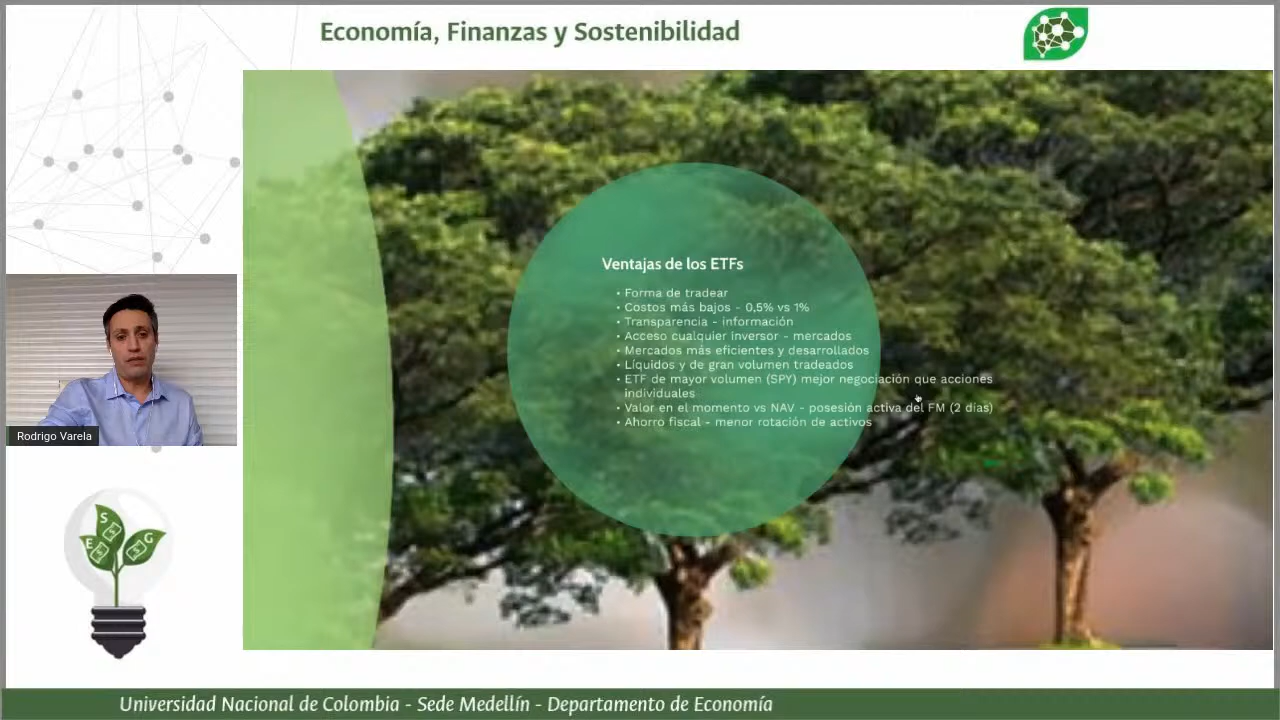 Economía, Finanzas y Sostenibilidad
Ventajas de los ETFs
• Forma de tradear
• Costos más bajos - 0,5% vs 1%
• Transparencia - información
• Acceso cualquier inversor - mercados
• Mercados más eficientes y desarrollados
• Líquidos y de gran volumen tradeados
• ETF de mayor volumen (SPY) mejor negociación que acciones
individuales
• Valor en el momento vs NAV - posesión activa del FM (2 días)
• Ahorro fiscal - menor rotación de activos
Rodrigo Varela
S
E
G
Universidad Nacional de Colombia - Sede Medellín - Departamento de Economía